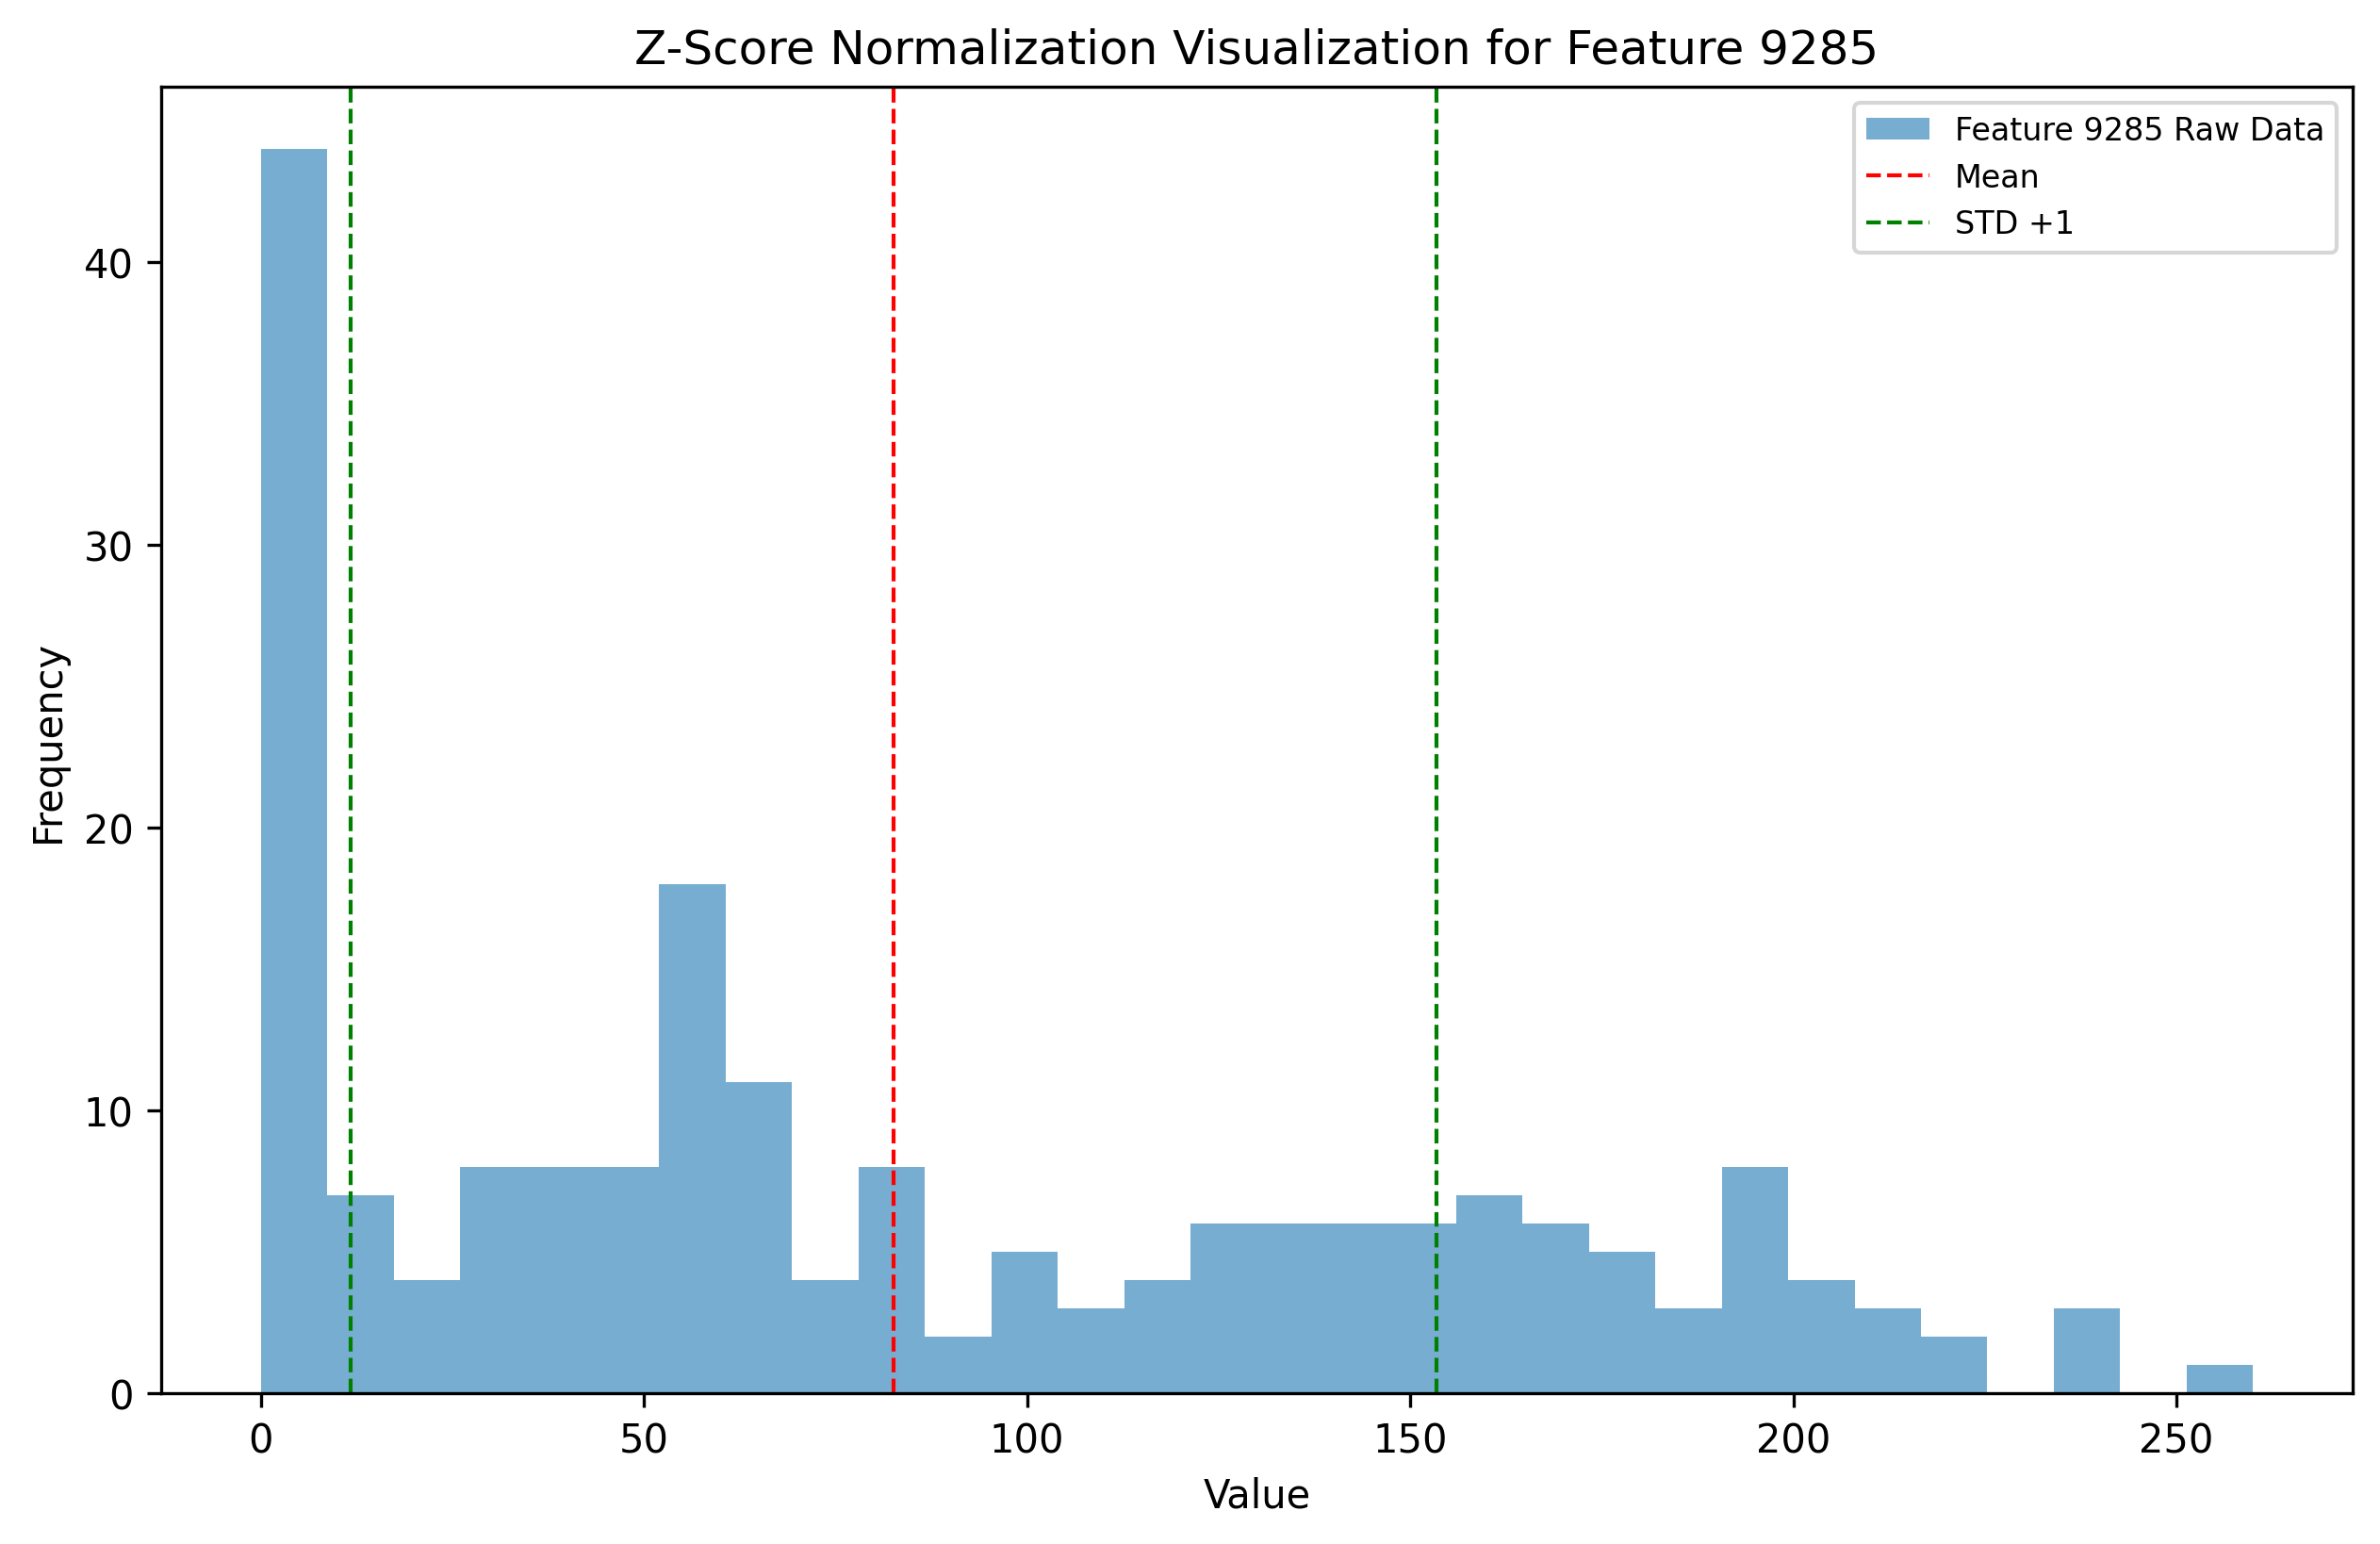 Z-Score Normalization Visualization for Feature 9285
Feature 9285 Raw Data
Mean
STD +1
Frequency
40
30
20
10
0
0 50 100 150 200 250
Value